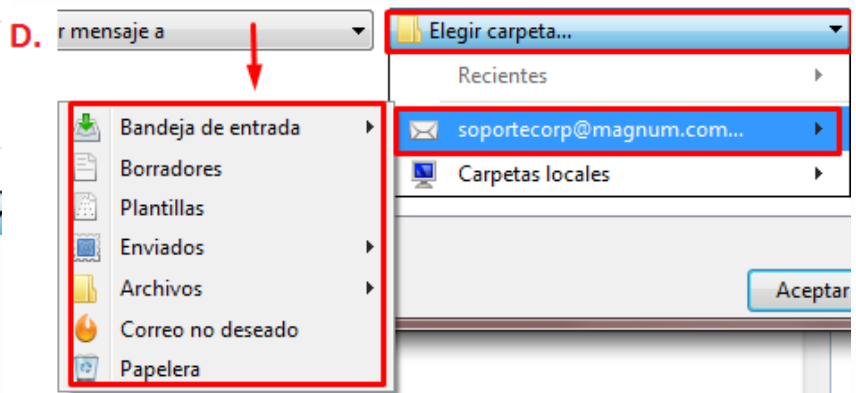 D.
r mensaje a
Elegir carpeta...
Recientes
soportecorp@magnum.com...
Carpetas locales
Bandeja de entrada
Borradores
Plantillas
Enviados
Archivos
Correo no deseado
Papelera
Aceptar